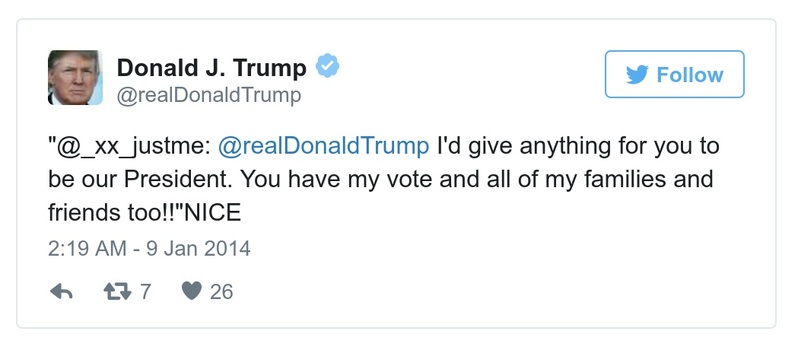 Donald J. Trump
@realDonaldTrump
Follow
"@_xx_justme: @realDonaldTrump I'd give anything for you to
be our President. You have my vote and all of my families and
friends too!!"NICE
2:19 AM - 9 Jan 2014
7 26